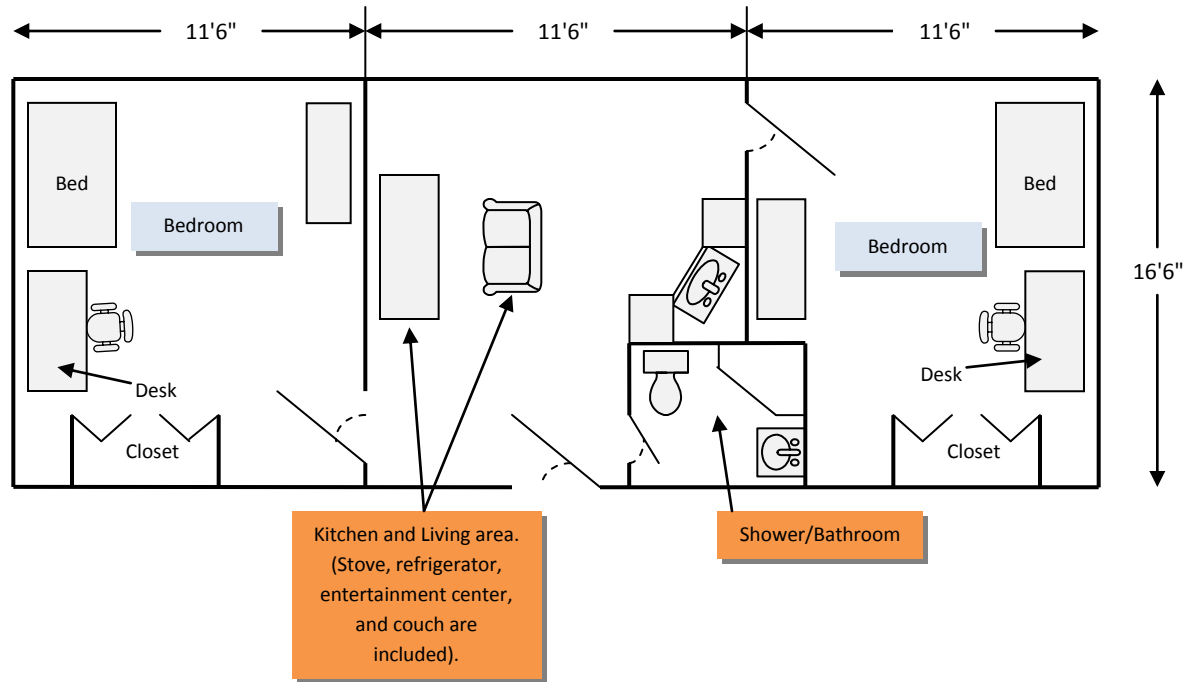 11'6"
11'6"
11'6"
Bed
Bedroom
Desk
Closet
Bed
Bedroom
16'6"
Desk
Closet
Kitchen and Living area.
(Stove, refrigerator,
entertainment center,
and couch are
included).
Shower/Bathroom